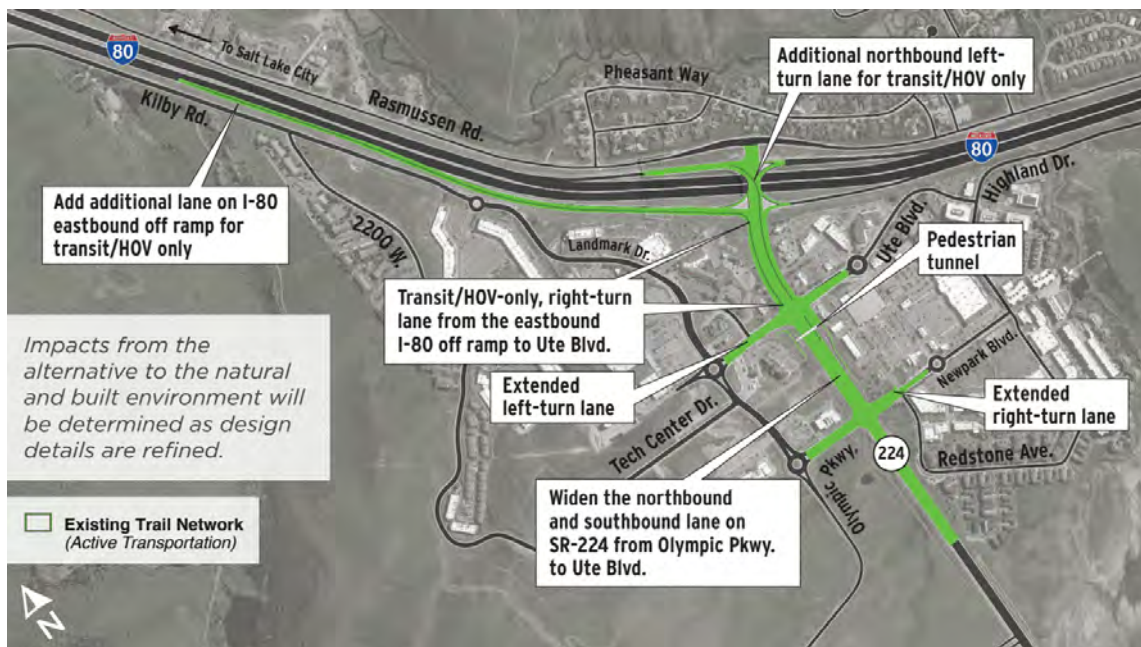 80
To Salt Lake City
Kilby Rd.
Rasmussen Rd.
Pheasant Way
Additional northbound left-
turn lane for transit/HOV only
80
Highland Dr.
Add additional lane on I-80
eastbound off ramp for
transit/HOV only
2200 W.
Landmark Dr.
Ute Blvd.
Pedestrian
tunnel
Transit/HOV-only, right-turn
lane from the eastbound
I-80 off ramp to Ute Blvd.
Impacts from the
alternative to the natural
and built environment will
be determined as design
details are refined.
Extended
left-turn lane
Newpark Blvd.
Extended
right-turn lane
Tech Center Dr.
Olympic Pkwy.
224
Redstone Ave.
Widen the northbound
and southbound lane on
SR-224 from Olympic Pkwy.
to Ute Blvd.
Existing Trail Network
(Active Transportation)
N